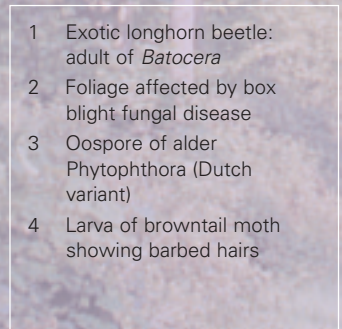 1 Exotic longhorn beetle:
adult of Batocera
2 Foliage affected by box
blight fungal disease
3 Oospore of alder
Phytophthora (Dutch
variant)
4 Larva of browntail moth
showing barbed hairs